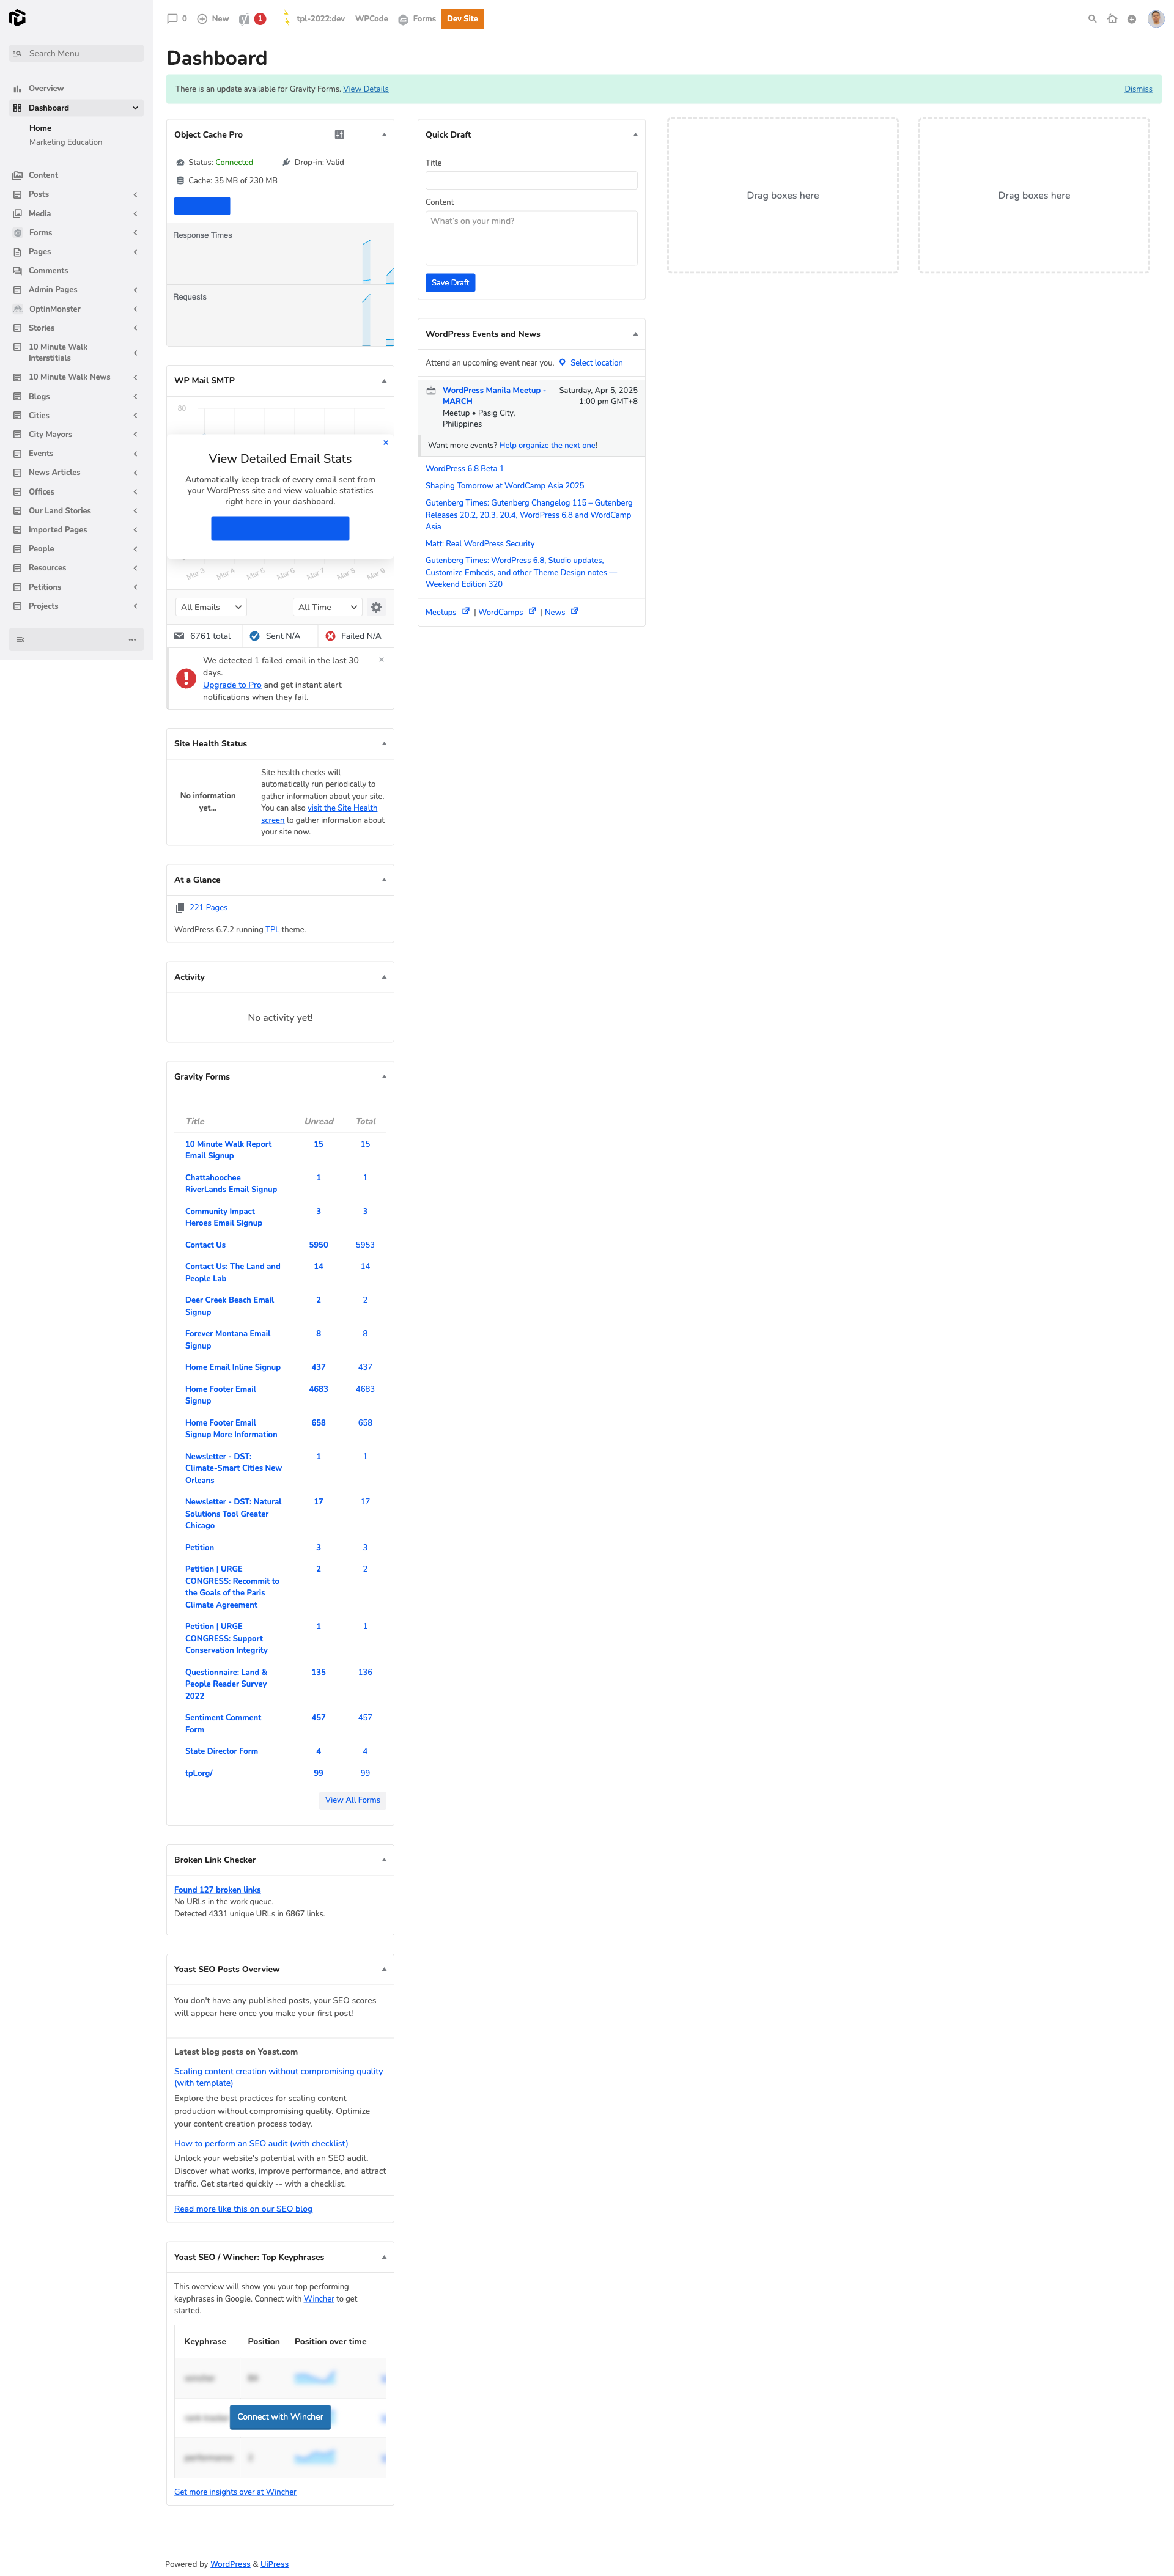 0 New 1 tpl-2022:dev WPCode Forms Dev Site
Search Menu
Overview
Dashboard
Home
Marketing Education
Content
Posts
Media
Forms
Pages
Comments
Admin Pages
OptinMonster
Stories
10 Minute Walk
Interstitials
10 Minute Walk News
Blogs
Cities
City Mayors
Events
News Articles
Offices
Our Land Stories
Imported Pages
People
Resources
Petitions
Projects
Dashboard
There is an update available for Gravity Forms. View Details Dismiss
Object Cache Pro
Status: Connected Drop-in: Valid
Cache: 35 MB of 230 MB
Response Times
Requests
WP Mail SMTP
60
View Detailed Email Stats
Automatically keep track of every email sent from
your WordPress site and view valuable statistics
right here in your dashboard.
Mar 3 Mar 4 Mar 5 Mar 6 Mar 7 Mar 8 Mar 9
All Emails All Time
6761 total Sent N/A Failed N/A
We detected 1 failed email in the last 30
days.
Upgrade to Pro and get instant alert
notifications when they fail.
Site Health Status
No information
yet...
Site health checks will
automatically run periodically to
gather information about your site.
You can also visit the Site Health
screen to gather information about
your site now.
At a Glance
221 Pages
WordPress 6.7.2 running TPL theme.
Activity
No activity yet!
Gravity Forms
Title Unread Total
10 Minute Walk Report 15 15
Email Signup
Chattahoochee 1 1
RiverLands Email Signup
Community Impact 3 3
Heroes Email Signup
Contact Us 5950 5953
Contact Us: The Land and 14 14
People Lab
Deer Creek Beach Email 2 2
Signup
Forever Montana Email 8 8
Signup
Home Email Inline Signup 437 437
Home Footer Email 4683 4683
Signup
Home Footer Email 658 658
Signup More Information
Newsletter - DST: 1 1
Climate-Smart Cities New
Orleans
Newsletter - DST: Natural 17 17
Solutions Tool Greater
Chicago
Petition 3 3
Petition | URGE 2 2
CONGRESS: Recommit to
the Goals of the Paris
Climate Agreement
Petition | URGE 1 1
CONGRESS: Support
Conservation Integrity
Questionnaire: Land & 135 136
People Reader Survey
2022
Sentiment Comment 457 457
Form
State Director Form 4 4
tpl.org/ 99 99
View All Forms
Broken Link Checker
Found 127 broken links
No URLs in the work queue.
Detected 4331 unique URLs in 6867 links.
Yoast SEO Posts Overview
You don't have any published posts, your SEO scores
will appear here once you make your first post!
Latest blog posts on Yoast.com
Scaling content creation without compromising quality
(with template)
Explore the best practices for scaling content
production without compromising quality. Optimize
your content creation process today.
How to perform an SEO audit (with checklist)
Unlock your website's potential with an SEO audit.
Discover what works, improve performance, and attract
traffic. Get started quickly -- with a checklist.
Read more like this on our SEO blog
Yoast SEO / Wincher: Top Keyphrases
This overview will show you your top performing
keyphrases in Google. Connect with Wincher to get
started.
Keyphrase Position Position over time
Connect with Wincher
Get more insights over at Wincher
Quick Draft
Title
Content
What's on your mind?
Save Draft
WordPress Events and News
Attend an upcoming event near you. Select location
WordPress Manila Meetup - Saturday, Apr 5, 2025
MARCH 1:00 pm GMT+8
Meetup • Pasig City,
Philippines
Want more events? Help organize the next one!
WordPress 6.8 Beta 1
Shaping Tomorrow at WordCamp Asia 2025
Gutenberg Times: Gutenberg Changelog 115 – Gutenberg
Releases 20.2, 20.3, 20.4, WordPress 6.8 and WordCamp
Asia
Matt: Real WordPress Security
Gutenberg Times: WordPress 6.8, Studio updates,
Customize Embeds, and other Theme Design notes —
Weekend Edition 320
Meetups | WordCamps | News
Drag boxes here
Drag boxes here
Powered by WordPress & UiPress